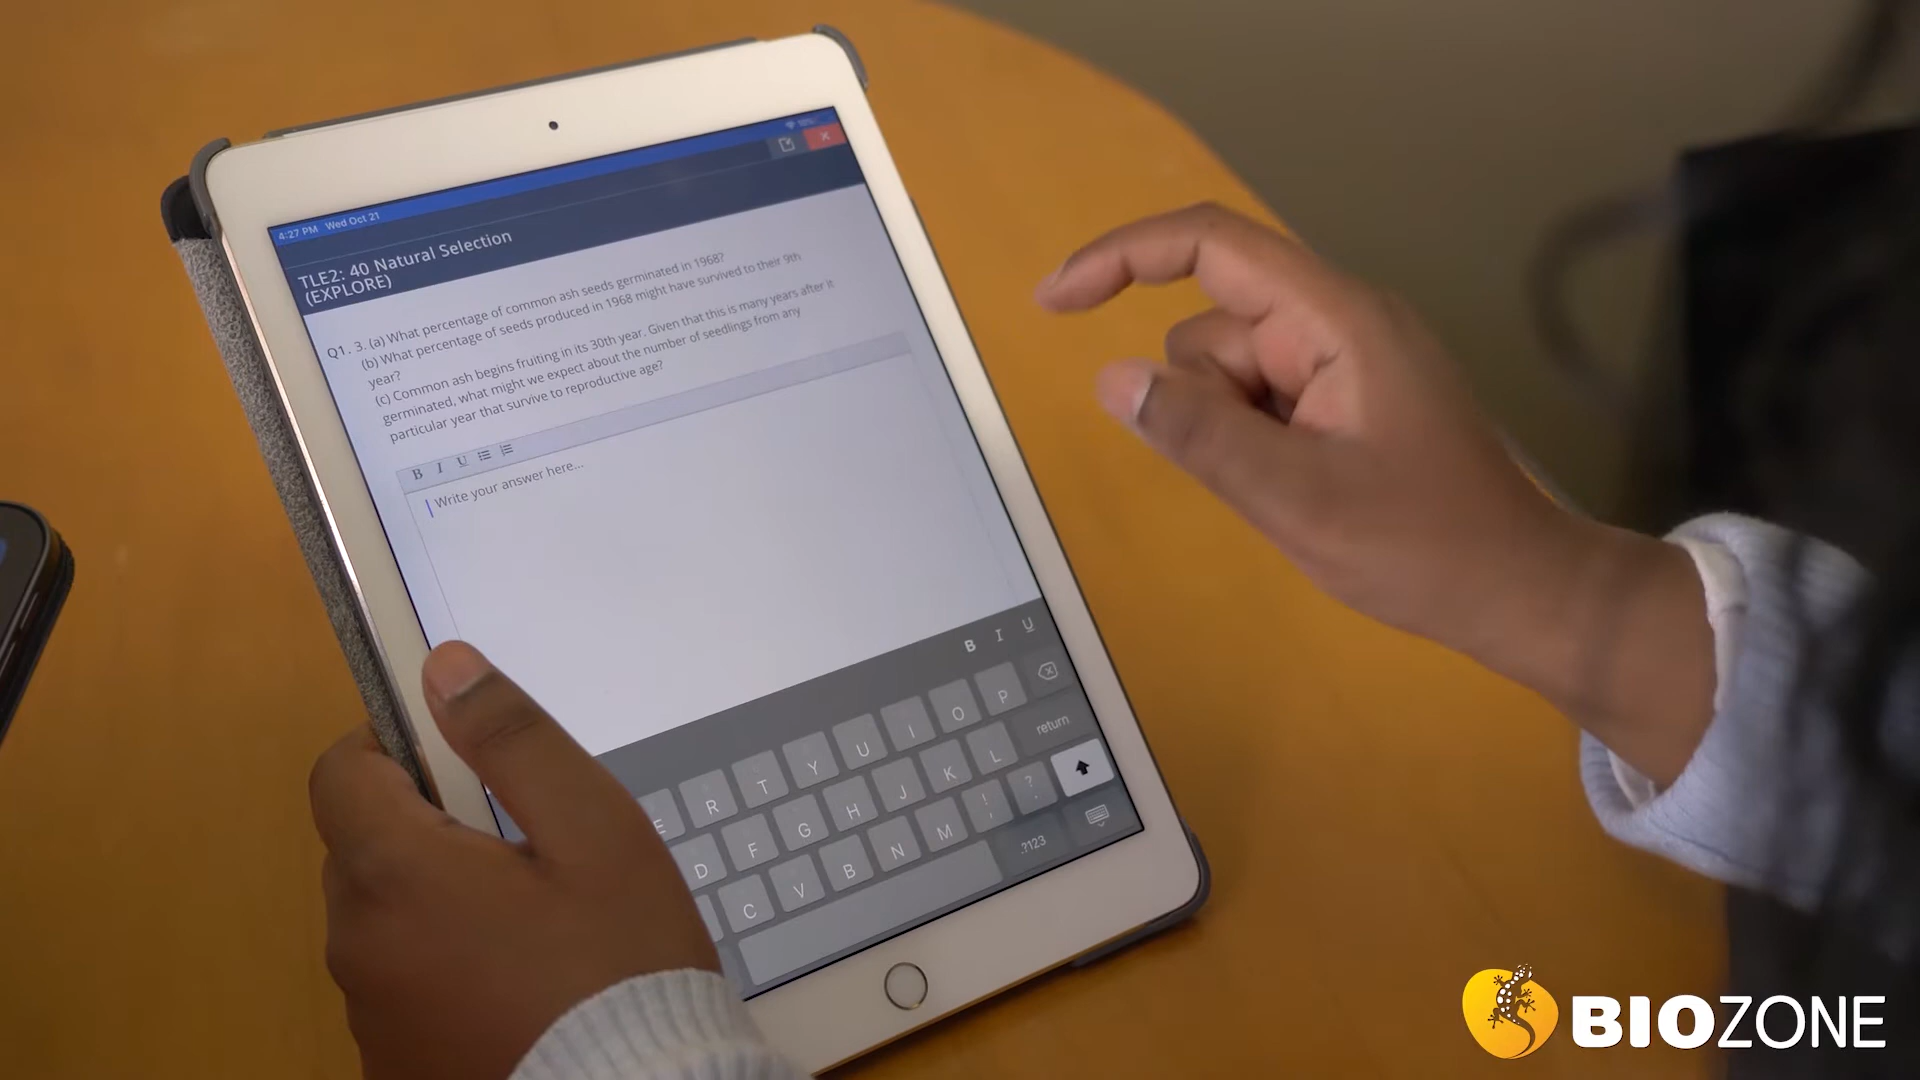 4:27 PM Wed Oct 21
TLE2: 40 Natural Selection
(EXPLORE)
Q1. 3. (a) What percentage of common ash seeds germinated in 1968?
(b) What percentage of seeds produced in 1968 might have survived to their 9th
year?
(c) Common ash begins fruiting in its 30th year. Given that this is many years after it
germinated, what might we expect about the number of seedlings from any
particular year that survive to reproductive age?
B I U
Write your answer here...
B I U
E R T Y U I O P
D F G H J K L return
C V B N M ! , ? .
.?123
BIOZONE